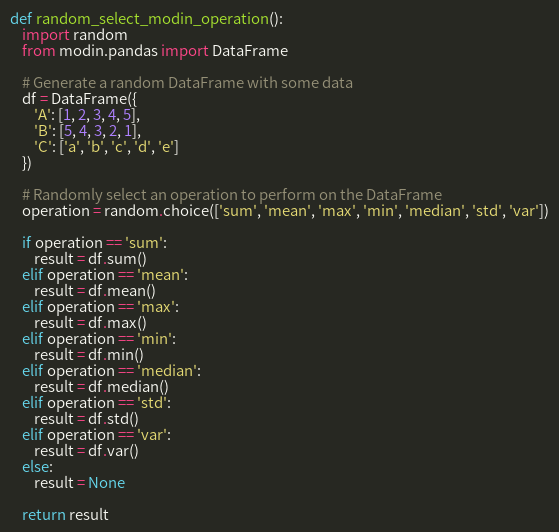 def random_select_modin_operation():
    import random
    from modin.pandas import DataFrame

    # Generate a random DataFrame with some data
    df = DataFrame({
        'A': [1, 2, 3, 4, 5],
        'B': [5, 4, 3, 2, 1],
        'C': ['a', 'b', 'c', 'd', 'e']
    })

    # Randomly select an operation to perform on the DataFrame
    operation = random.choice(['sum', 'mean', 'max', 'min', 'median', 'std', 'var'])

    if operation == 'sum':
        result = df.sum()
    elif operation == 'mean':
        result = df.mean()
    elif operation == 'max':
        result = df.max()
    elif operation == 'min':
        result = df.min()
    elif operation == 'median':
        result = df.median()
    elif operation == 'std':
        result = df.std()
    elif operation == 'var':
        result = df.var()
    else:
        result = None

    return result